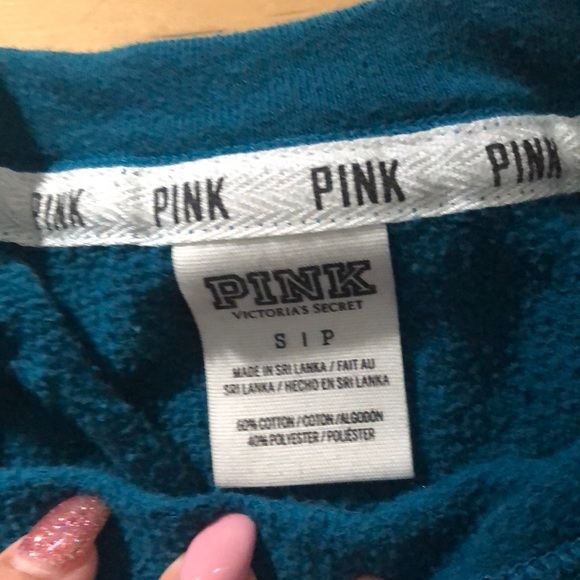 PINK PINK PINK PINK
PINK
VICTORIA'S SECRET
S | P
MADE IN SRI LANKA / FAIT AU
SRI LANKA / HECHO EN SRI LANKA
60% COTTON / COTON / ALGODÓN
40% POLYESTER / POLIÉSTER